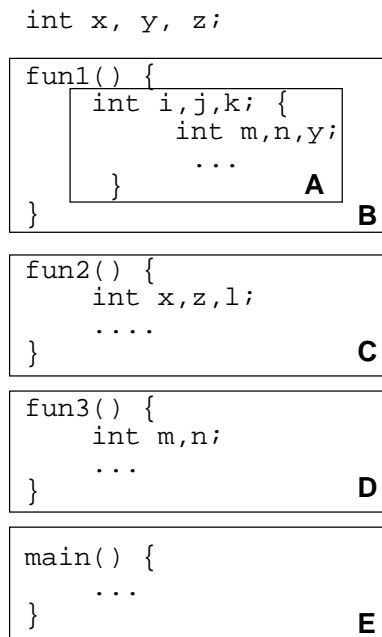 int x, y, z;
fun1() {
int i,j,k; {
int m,n,y;
...
} A
} B
fun2() {
int x,z,l;
....
} C
fun3() {
int m,n;
...
} D
main() {
...
} E